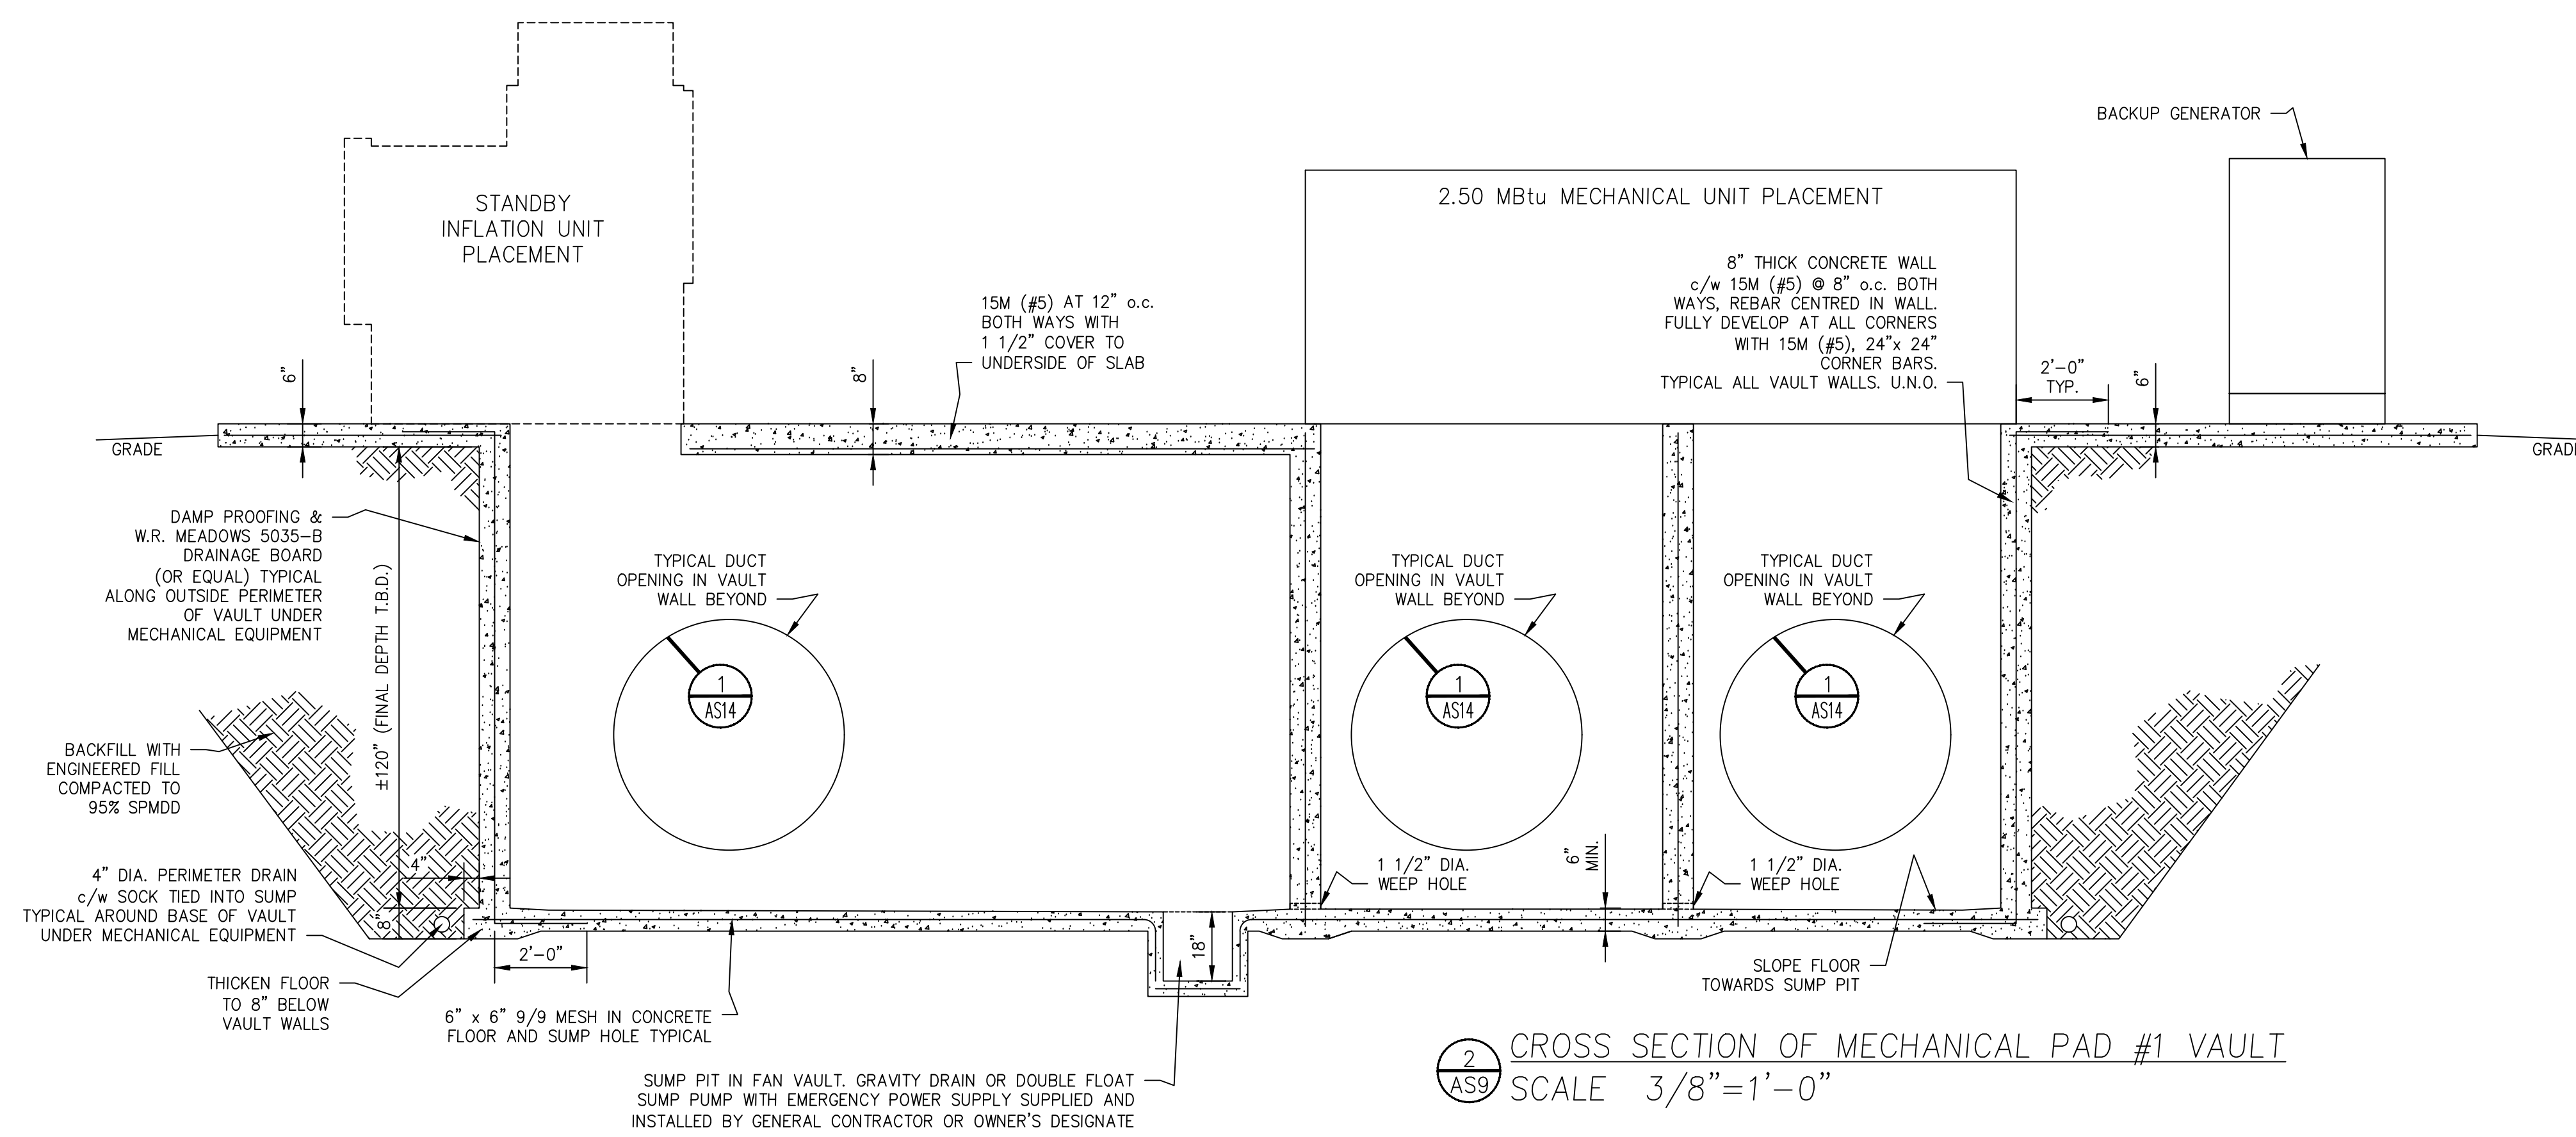 BACKUP GENERATOR
STANDBY
INFLATION UNIT
PLACEMENT
2.50 MBtu MECHANICAL UNIT PLACEMENT
15M (#5) AT 12" o.c.
BOTH WAYS WITH
1 1/2" COVER TO
UNDERSIDE OF SLAB
8" THICK CONCRETE WALL
c/w 15M (#5) @ 8" o.c. BOTH
WAYS, REBAR CENTRED IN WALL.
FULLY DEVELOP AT ALL CORNERS
WITH 15M (#5), 24"x 24"
CORNER BARS.
TYPICAL ALL VAULT WALLS. U.N.O.
2'-0"
TYP.
6"
8"
6"
GRADE
GRADE
DAMP PROOFING &
W.R. MEADOWS 5035-B
DRAINAGE BOARD
(OR EQUAL) TYPICAL
ALONG OUTSIDE PERIMETER
OF VAULT UNDER
MECHANICAL EQUIPMENT
±120" (FINAL DEPTH T.B.D.)
TYPICAL DUCT
OPENING IN VAULT
WALL BEYOND
1
AS14
TYPICAL DUCT
OPENING IN VAULT
WALL BEYOND
1
AS14
TYPICAL DUCT
OPENING IN VAULT
WALL BEYOND
1
AS14
BACKFILL WITH
ENGINEERED FILL
COMPACTED TO
95% SPMDD
4" DIA. PERIMETER DRAIN
c/w SOCK TIED INTO SUMP
TYPICAL AROUND BASE OF VAULT
UNDER MECHANICAL EQUIPMENT
4"
8"
1 1/2" DIA.
WEEP HOLE
6"
MIN.
1 1/2" DIA.
WEEP HOLE
THICKEN FLOOR
TO 8" BELOW
VAULT WALLS
2'-0"
18"
SLOPE FLOOR
TOWARDS SUMP PIT
6" x 6" 9/9 MESH IN CONCRETE
FLOOR AND SUMP HOLE TYPICAL
SUMP PIT IN FAN VAULT. GRAVITY DRAIN OR DOUBLE FLOAT
SUMP PUMP WITH EMERGENCY POWER SUPPLY SUPPLIED AND
INSTALLED BY GENERAL CONTRACTOR OR OWNER'S DESIGNATE
2
AS9
CROSS SECTION OF MECHANICAL PAD #1 VAULT
SCALE 3/8"=1'-0"